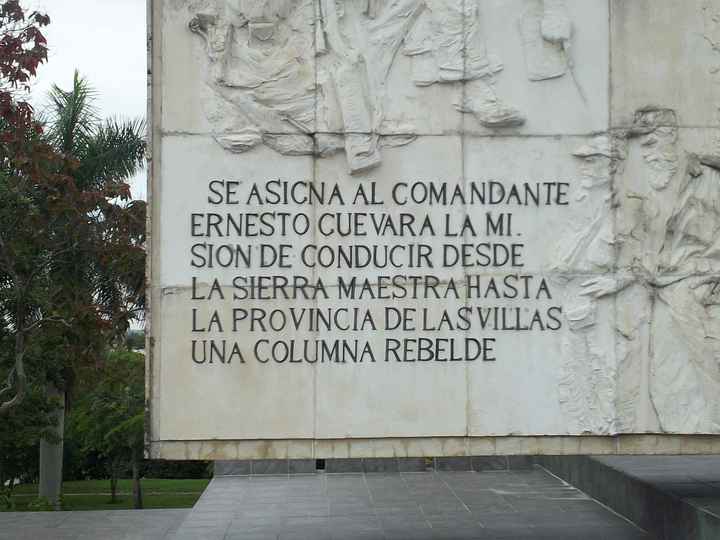 SE ASIGNA AL COMANDANTE
ERNESTO GUEVARA LA MI.
SION DE CONDUCIR DESDE
LA SIERRA MAESTRA HASTA
LA PROVINCIA DE LAS VILLAS
UNA COLUMNA REBELDE